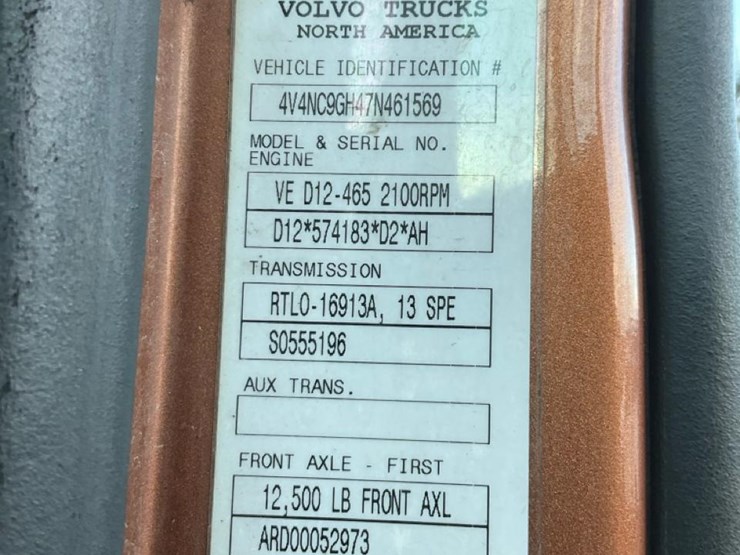 VOLVO TRUCKS
NORTH AMERICA
VEHICLE IDENTIFICATION #
4V4NC9GH47N461569
MODEL & SERIAL NO.
ENGINE
VE D12-465 2100RPM
D12*574183*D2*AH
TRANSMISSION
RTLO-16913A, 13 SPE
S0555196
AUX TRANS.
FRONT AXLE - FIRST
12,500 LB FRONT AXL
ARD00052973